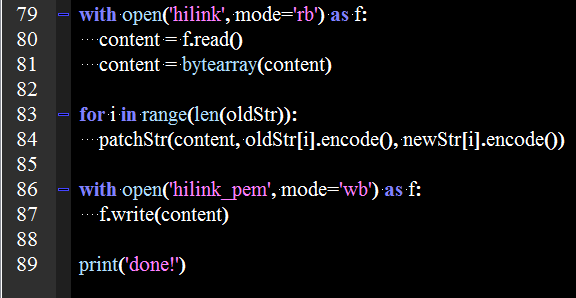 79 with open('hilink', mode='rb') as f:
80     content = f.read()
81     content = bytearray(content)
82
83 for i in range(len(oldStr)):
84     patchStr(content, oldStr[i].encode(), newStr[i].encode())
85
86 with open('hilink_pem', mode='wb') as f:
87     f.write(content)
88
89 print('done!')